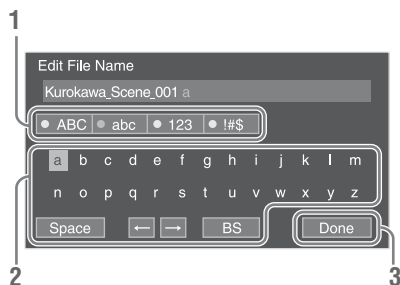 1
Edit File Name
Kurokawa_Scene_001 a
ABC abc 123 !#$
a b c d e f g h i j k l m
n o p q r s t u v w x y z
Space ← → BS Done
2 3